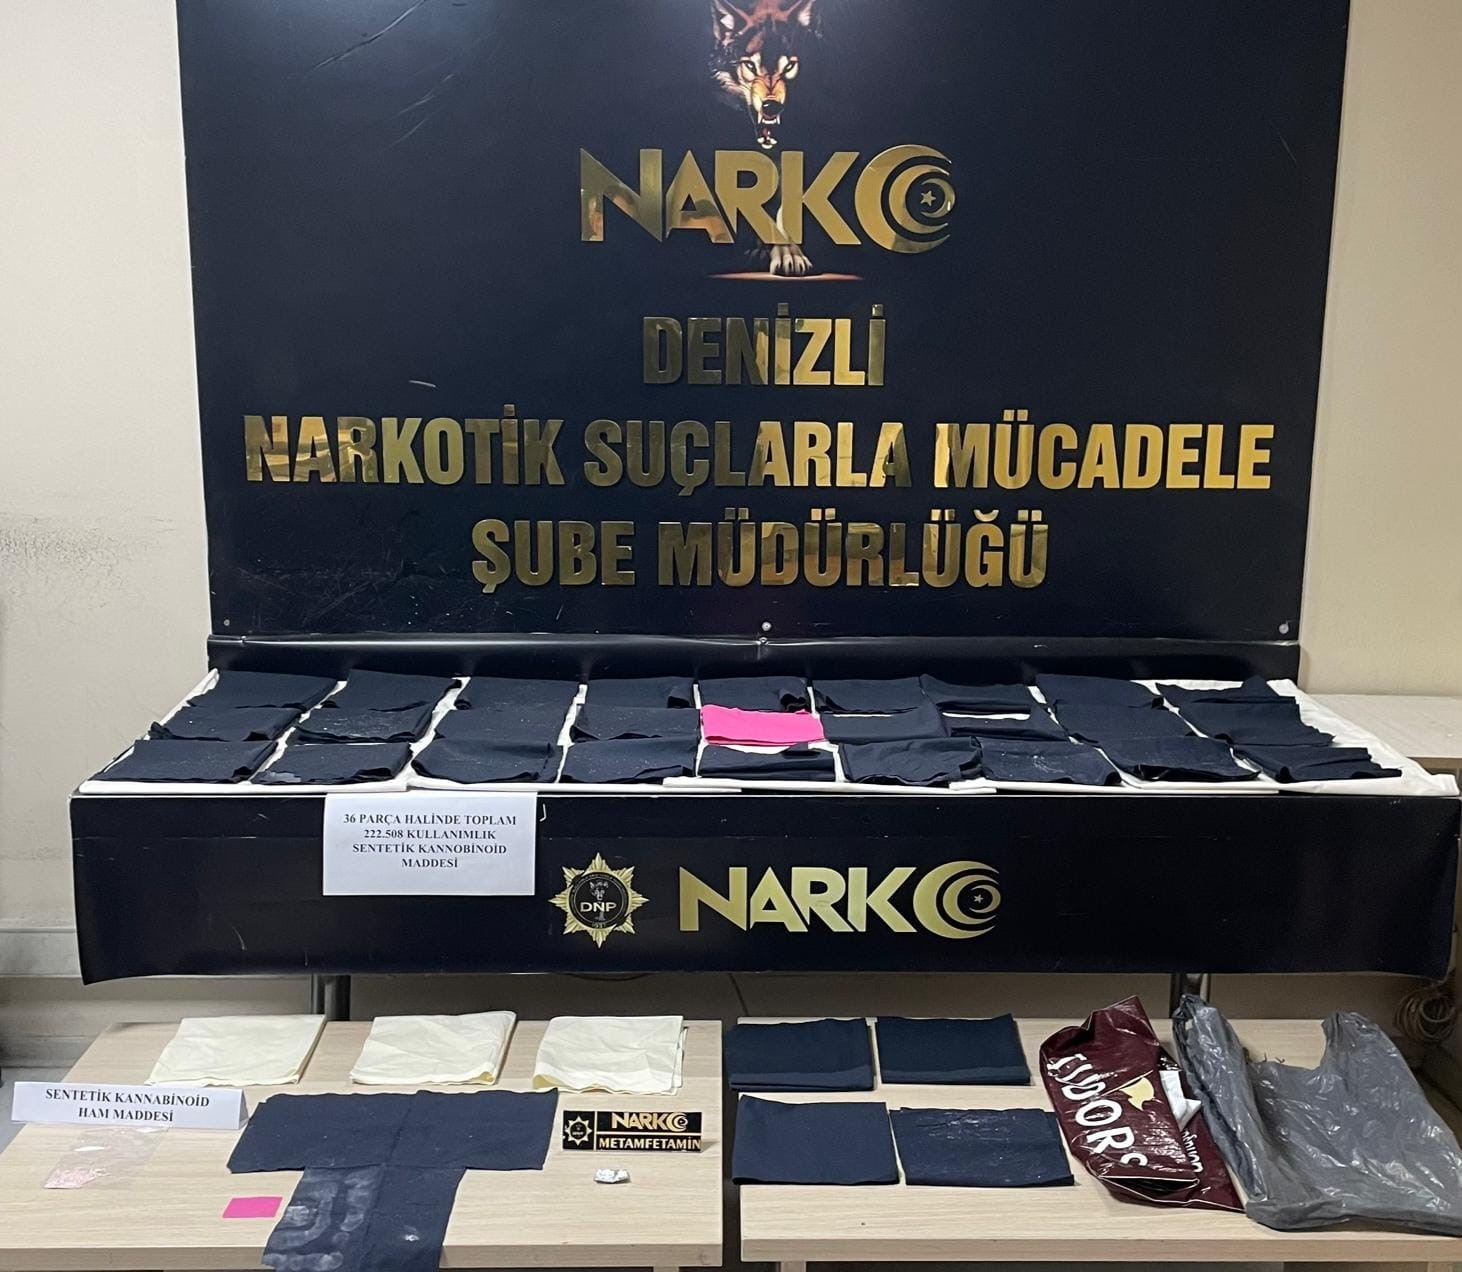 NARKO
DENİZLİ
NARKOTİK SUÇLARLA MÜCADELE
ŞUBE MÜDÜRLÜĞÜ
36 PARÇA HALİNDE TOPLAM
222.508 KULLANIMLIK
SENTETİK KANNOBİNOİD
MADDESİ
DNP
NARKO
SENTETİK KANNABİNOİD
HAM MADDESİ
NARKO
METAMFETAMİN